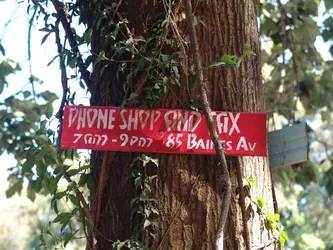 PHONE SHOP AND FAX
7am - 9pm 85 BAINES AV